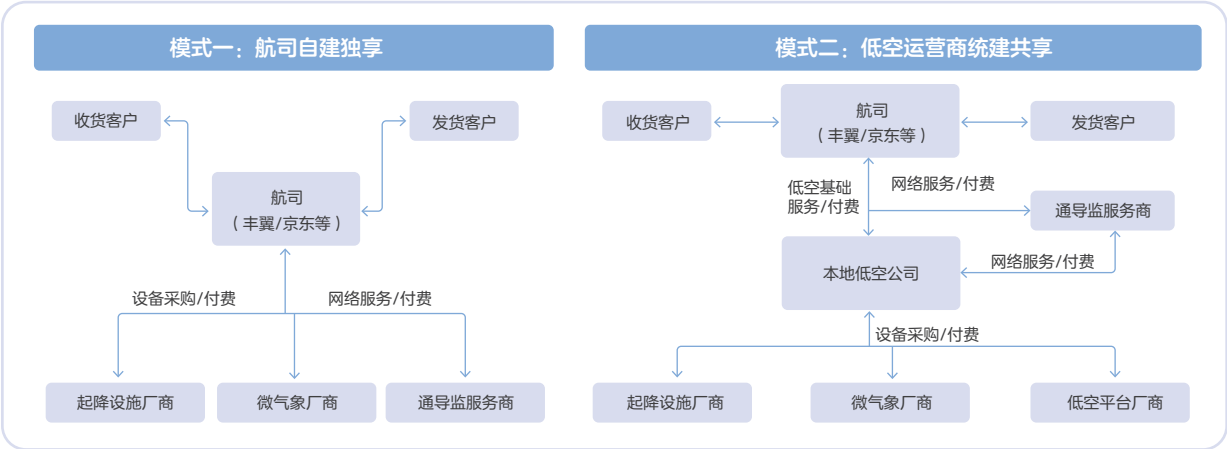 模式一：航司自建独享
收货客户
发货客户
航司
（丰翼/京东等）
设备采购/付费
网络服务/付费
起降设施厂商
微气象厂商
通导监服务商
模式二：低空运营商统建共享
收货客户
航司
（丰翼/京东等）
发货客户
低空基础
服务/付费
网络服务/付费
通导监服务商
本地低空公司
网络服务/付费
设备采购/付费
起降设施厂商
微气象厂商
低空平台厂商